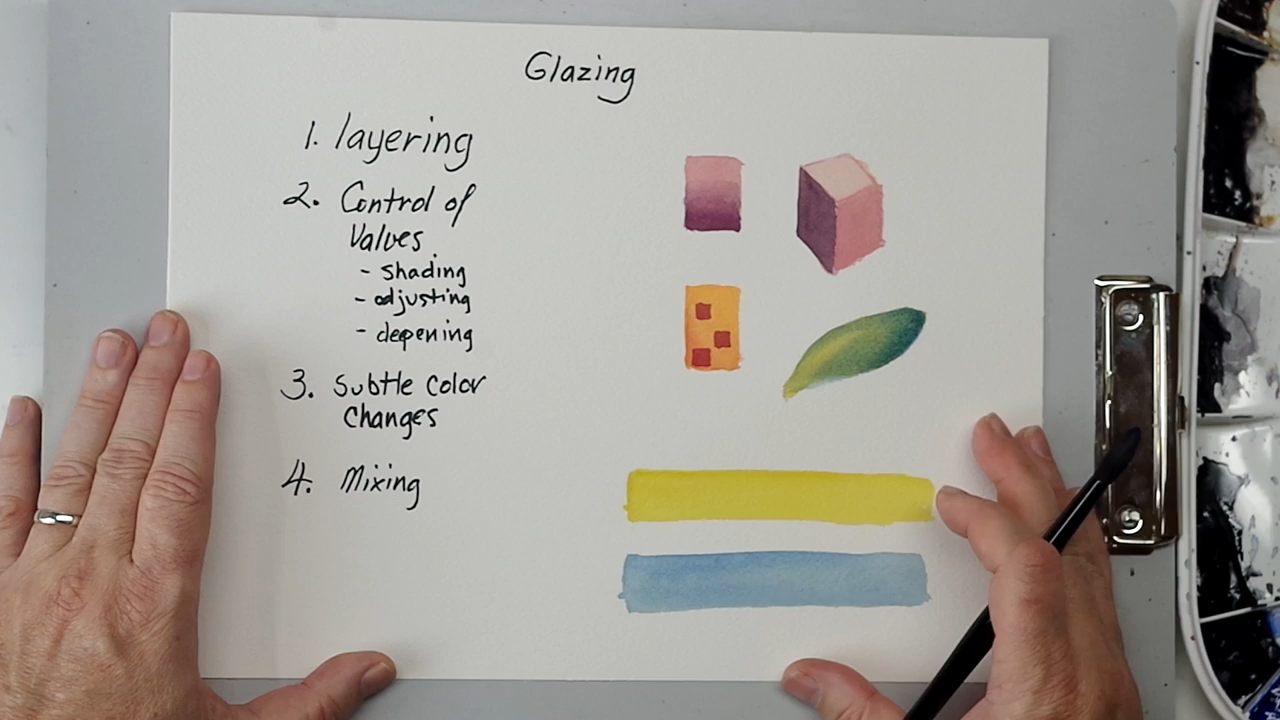 Glazing
1. layering
2. Control of
Values
- Shading
- adjusting
- depening
3. Subtle Color
Changes
4. Mixing